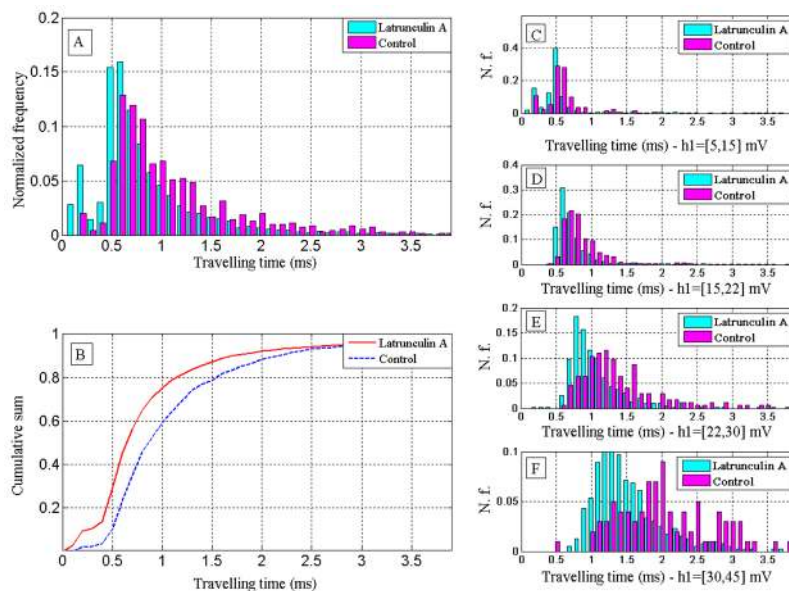 A
Latrunculin A
Control
Normalized frequency
0.2
0.15
0.1
0.05
0
0 0.5 1 1.5 2 2.5 3 3.5
Travelling time (ms)
B
Latrunculin A
Control
Cumulative sum
1
0.8
0.6
0.4
0.2
0 0.5 1 1.5 2 2.5 3 3.5
Travelling time (ms)
C
Latrunculin A
Control
N. f.
0.4
0.2
0
0 0.5 1 1.5 2 2.5 3 3.5
Travelling time (ms) - h1=[5,15] mV
D
Latrunculin A
Control
N. f.
0.4
0.3
0.2
0.1
0
0 0.5 1 1.5 2 2.5 3 3.5
Travelling time (ms) - h1=[15,22] mV
E
Latrunculin A
Control
N. f.
0.2
0.15
0.1
0.05
0
0 0.5 1 1.5 2 2.5 3 3.5
Travelling time (ms) - h1=[22,30] mV
F
Latrunculin A
Control
N. f.
0.1
0.05
0
0 0.5 1 1.5 2 2.5 3 3.5
Travelling time (ms) - h1=[30,45] mV